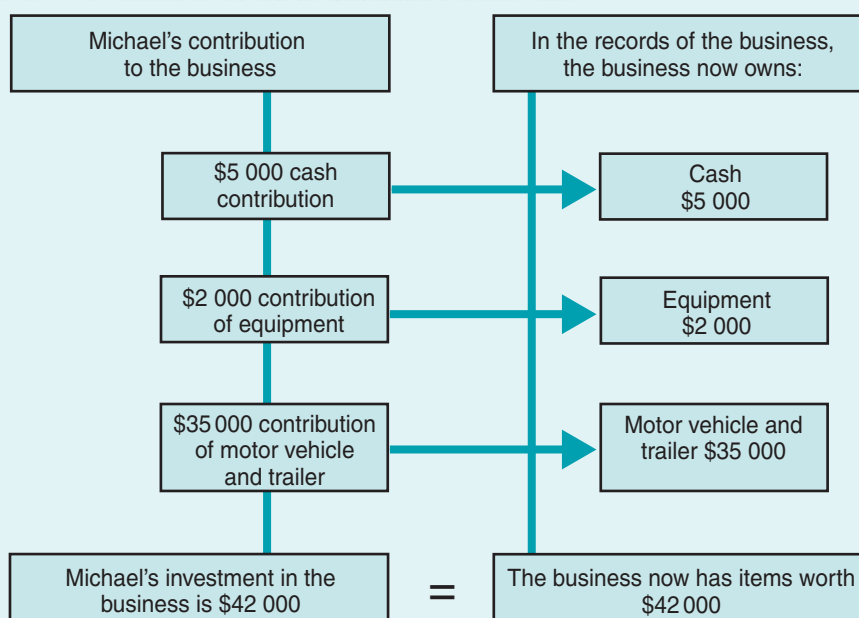 Michael’s contribution
to the business
In the records of the business,
the business now owns:
$5 000 cash
contribution
Cash
$5 000
$2 000 contribution
of equipment
Equipment
$2 000
$35 000 contribution
of motor vehicle
and trailer
Motor vehicle and
trailer $35 000
Michael’s investment in the
business is $42 000
=
The business now has items worth
$42 000